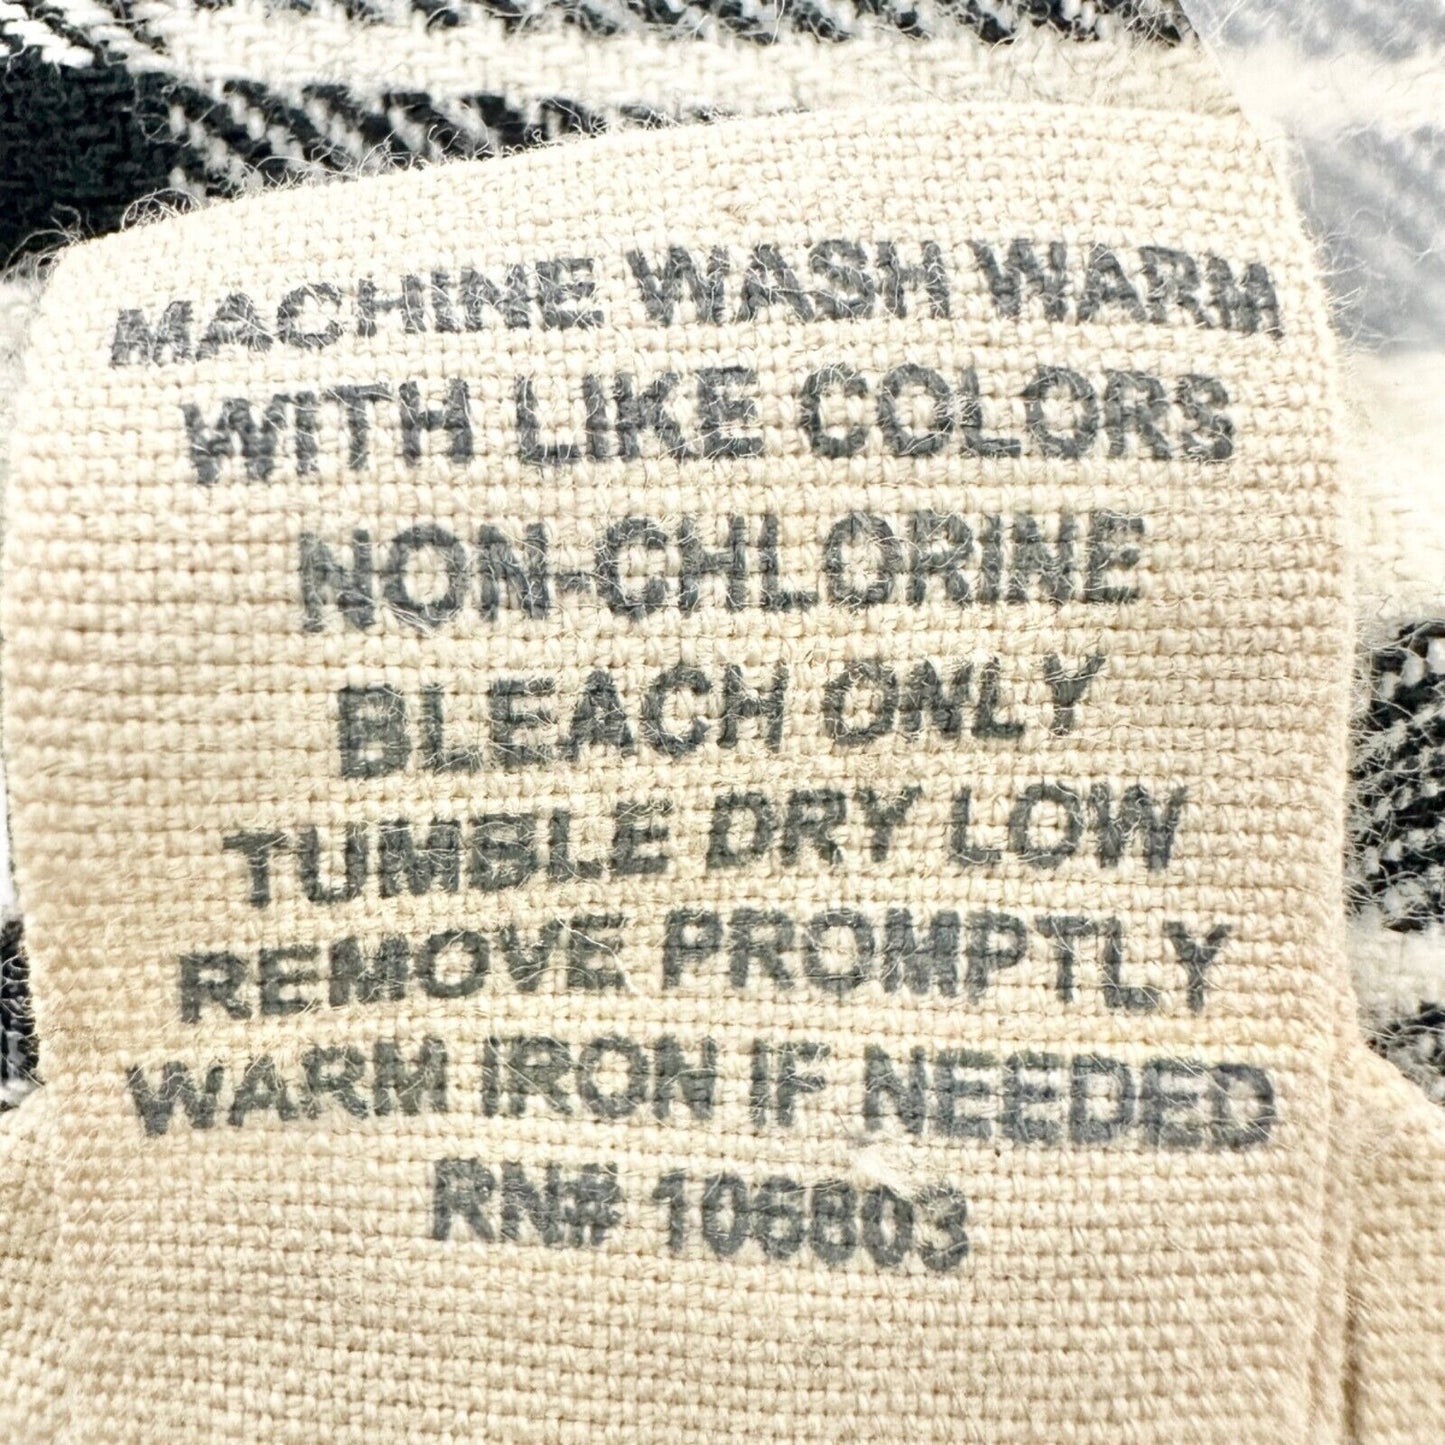 MACHINE WASH WARM
WITH LIKE COLORS
NON-CHLORINE
BLEACH ONLY
TUMBLE DRY LOW
REMOVE PROMPTLY
WARM IRON IF NEEDED
RN# 106803